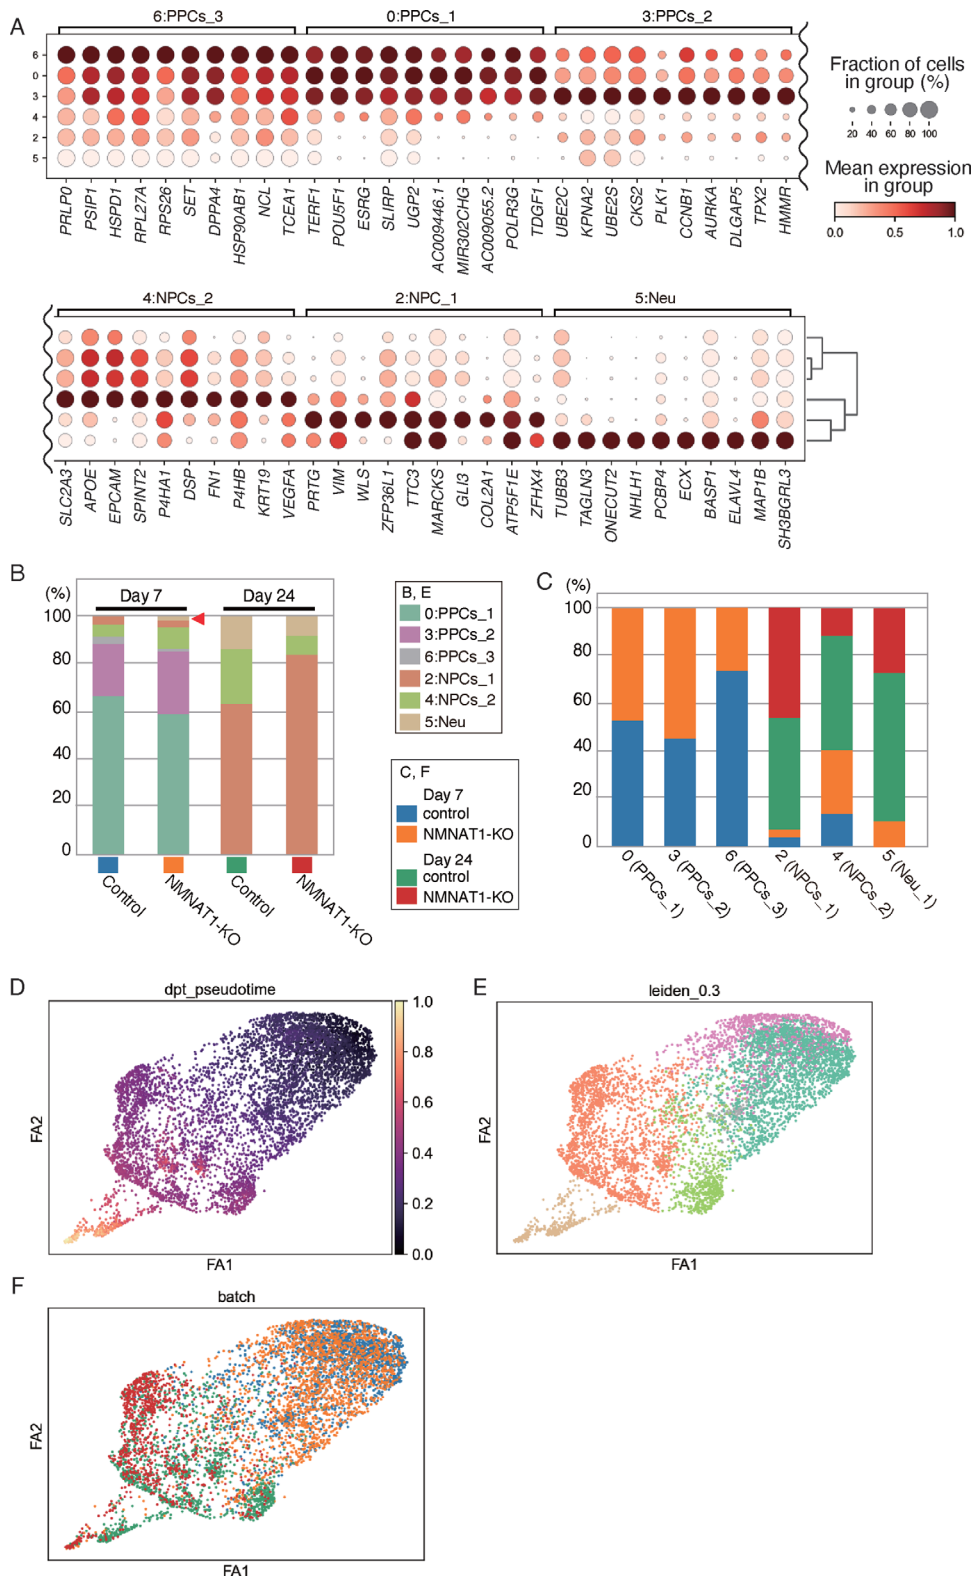 A
6:PPCs_3
0:PPCs_1
3:PPCs_2
6
0
3
4
2
5
PRLP0
PSIP1
HSPD1
RPL27A
RPS26
SET
DPPA4
HSP90AB1
NCL
TCEA1
TERF1
POU5F1
ESRG
SLIRP
UGP2
AC009446.1
MIR302CHG
AC009055.2
POLR3G
TDGF1
UBE2C
KPNA2
UBE2S
CKS2
PLK1
CCNB1
AURKA
DLGAP5
TPX2
HMMR
Fraction of cells
in group (%)
20 40 60 80 100
Mean expression
in group
0.0 0.5 1.0
4:NPCs_2
2:NPC_1
5:Neu
SLC2A3
APOE
EPCAM
SPINT2
P4HA1
DSP
FN1
P4HB
KRT19
VEGFA
PRTG
VIM
WLS
ZFP36L1
TTC3
MARCKS
GLI3
COL2A1
ATP5F1E
ZFHX4
TUBB3
TAGLN3
ONECUT2
NHLH1
PCBP4
ECX
BASP1
ELAVL4
MAP1B
SH3BGRL3
B
(%)
Day 7
Day 24
100
80
60
40
20
0
Control
NMNAT1-KO
Control
NMNAT1-KO
B, E
0:PPCs_1
3:PPCs_2
6:PPCs_3
2:NPCs_1
4:NPCs_2
5:Neu
C, F
Day 7
control
NMNAT1-KO
Day 24
control
NMNAT1-KO
C
(%)
100
80
60
40
20
0
0 (PPCs_1)
3 (PPCs_2)
6 (PPCs_3)
2 (NPCs_1)
4 (NPCs_2)
5 (Neu_1)
D
dpt_pseudotime
FA2
FA1
1.0
0.8
0.6
0.4
0.2
0.0
E
leiden_0.3
FA2
FA1
F
batch
FA2
FA1